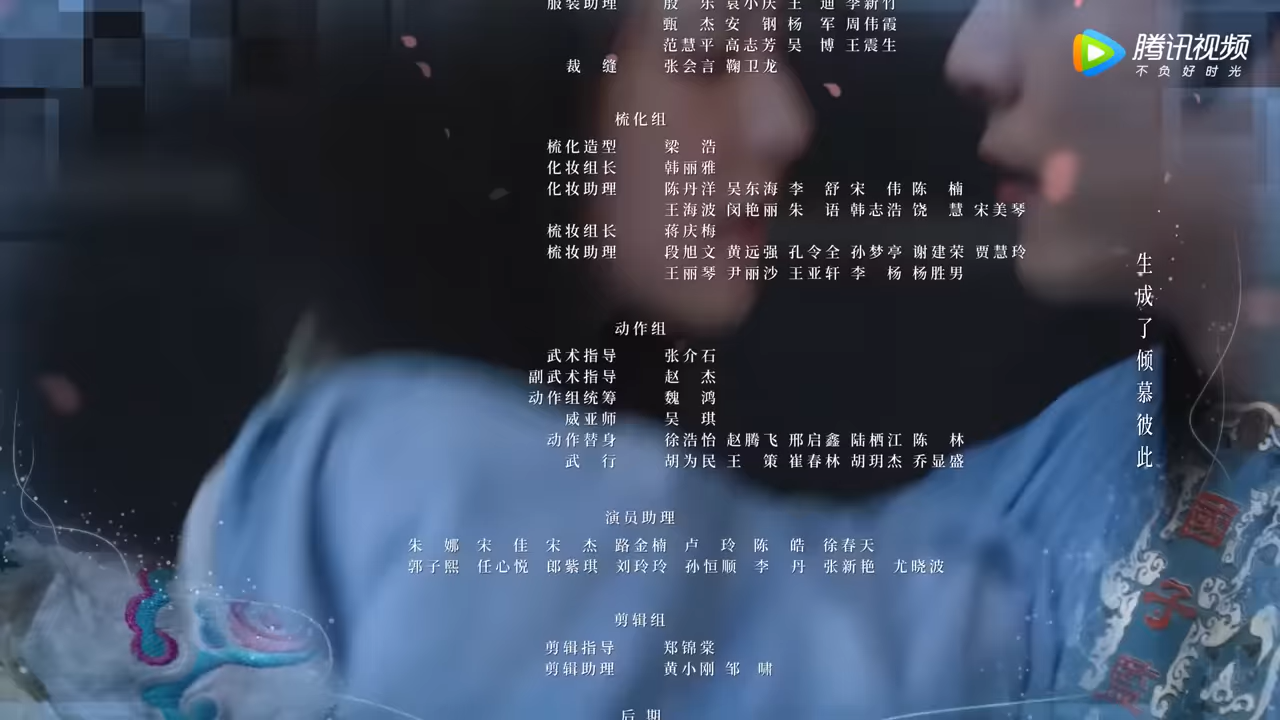 服装助理 殷 乐 袁小庆 王 迪 李新竹
甄 杰 安 钢 杨 军 周伟霞
范慧平 高志芳 吴 博 王震生
裁 缝 张会言 鞠卫龙
腾讯视频
不负好时光
梳化组
梳化造型 梁 浩
化妆组长 韩丽雅
化妆助理 陈丹洋 吴东海 李 舒 宋 伟 陈 楠
王海波 闵艳丽 朱 语 韩志浩 饶 慧 宋美琴
梳妆组长 蒋庆梅
梳妆助理 段旭文 黄远强 孔令全 孙梦亭 谢建荣 贾慧玲
王丽琴 尹丽沙 王亚轩 李 杨 杨胜男
动作组
武术指导 张介石
副武术指导 赵 杰
动作组统筹 魏 鸿
威亚师 吴 琪
动作替身 徐浩怡 赵腾飞 邢启鑫 陆栖江 陈 林
武 行 胡为民 王 策 崔春林 胡玥杰 乔显盛
生成了倾慕彼此
演员助理
朱 娜 宋 佳 宋 杰 路金楠 卢 玲 陈 皓 徐春天
郭子熙 任心悦 郎紫琪 刘玲玲 孙恒顺 李 丹 张新艳 尤晓波
剪辑组
剪辑指导 郑锦棠
剪辑助理 黄小刚 邹 啸
后 期
國子監